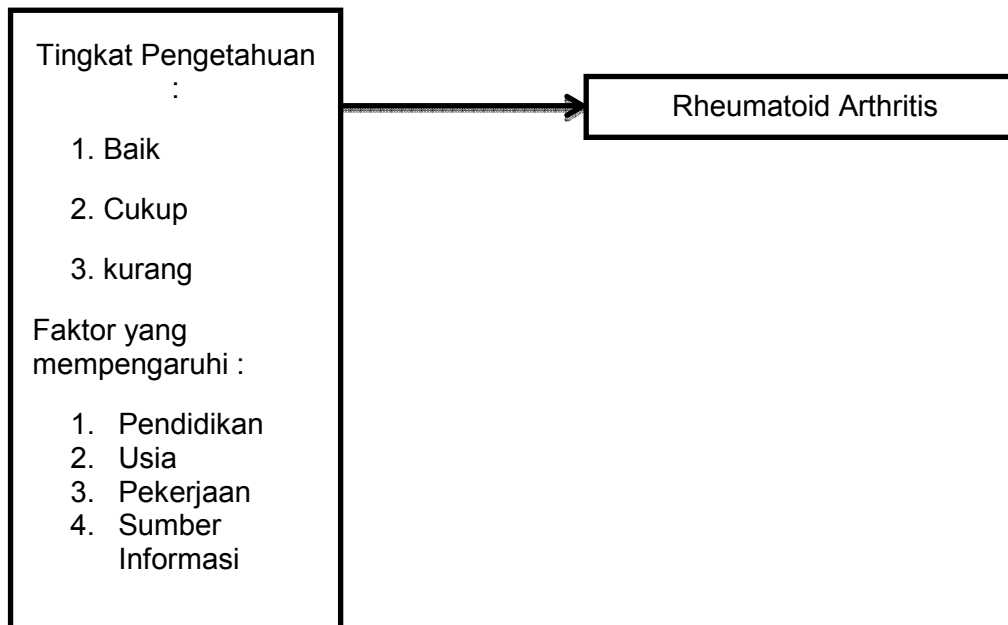 Tingkat Pengetahuan
:
1. Baik
2. Cukup
3. kurang
Faktor yang
mempengaruhi :
1. Pendidikan
2. Usia
3. Pekerjaan
4. Sumber
Informasi
Rheumatoid Arthritis